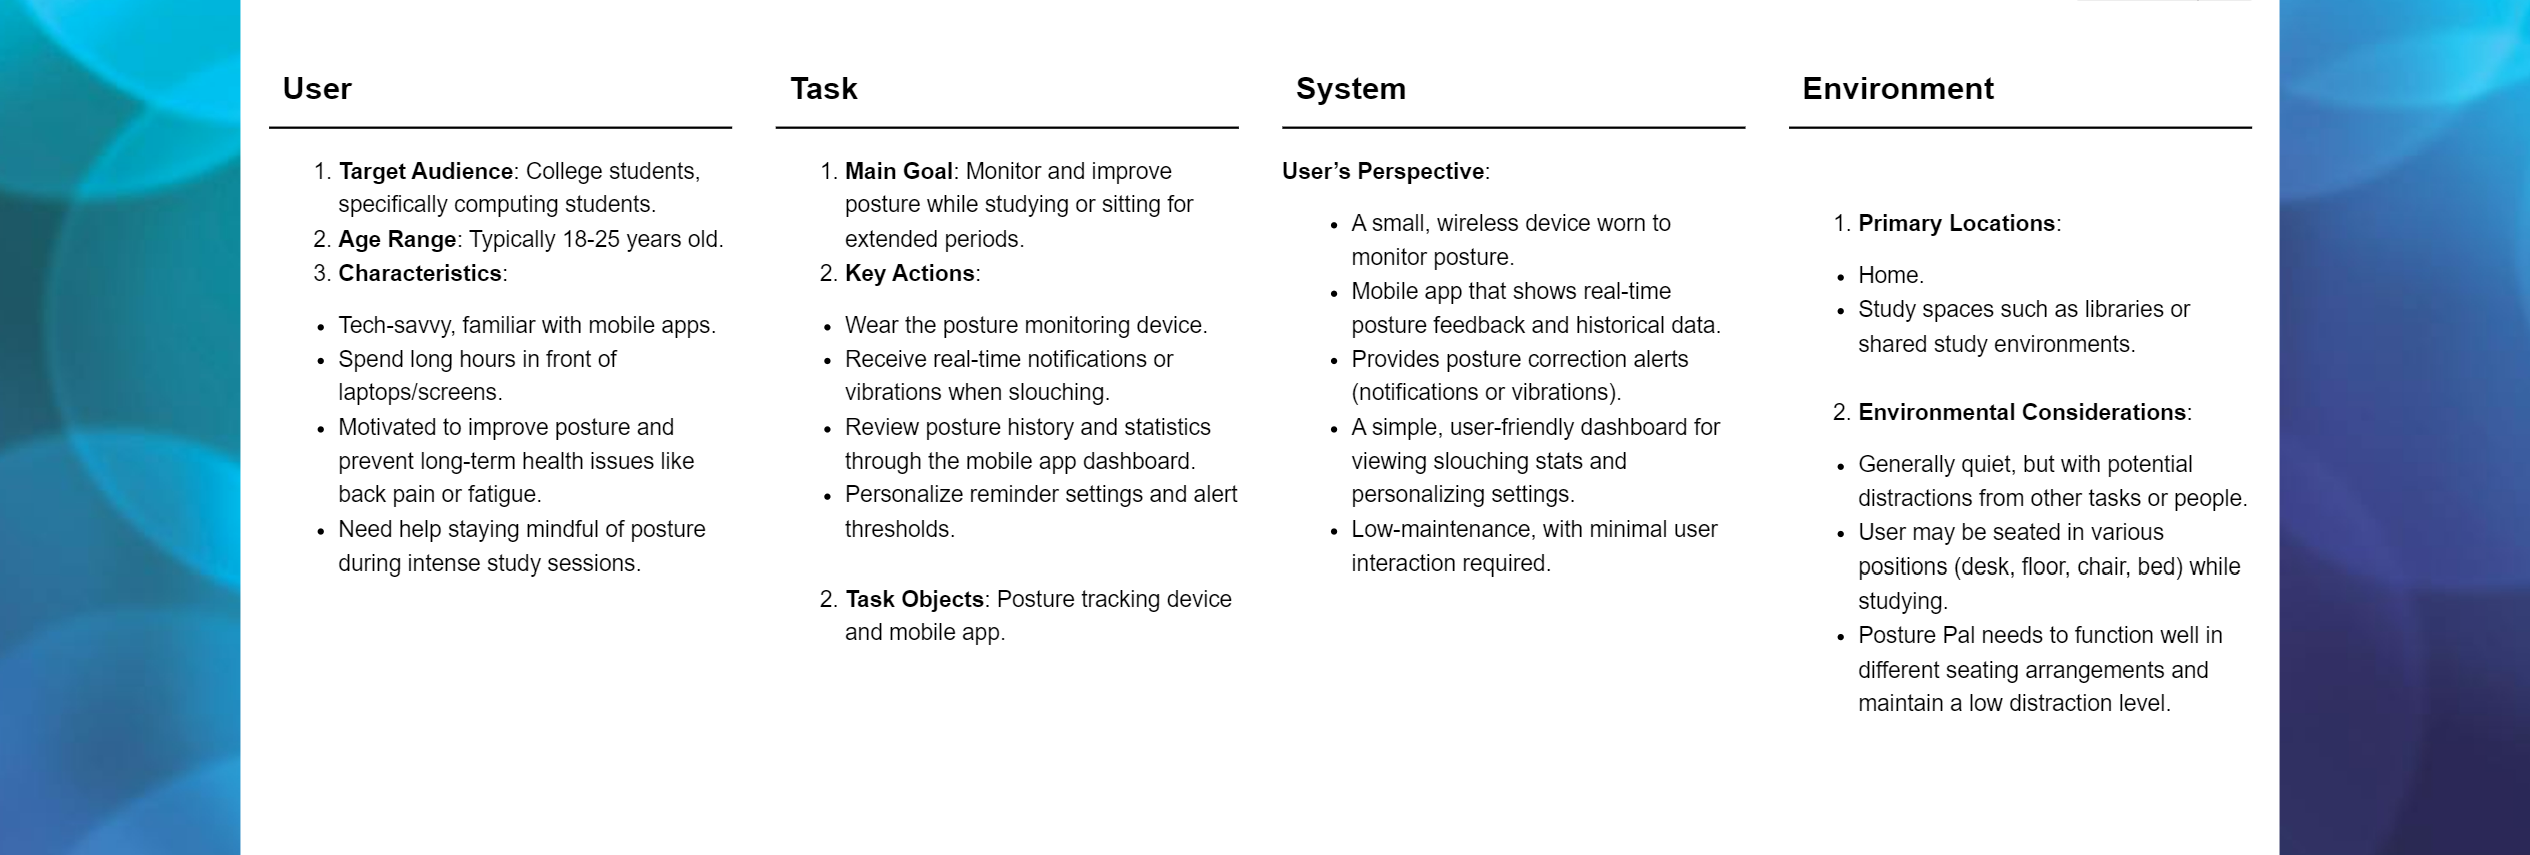 User
1. Target Audience: College students,
specifically computing students.
2. Age Range: Typically 18-25 years old.
3. Characteristics:
• Tech-savvy, familiar with mobile apps.
• Spend long hours in front of
laptops/screens.
• Motivated to improve posture and
prevent long-term health issues like
back pain or fatigue.
• Need help staying mindful of posture
during intense study sessions.
Task
1. Main Goal: Monitor and improve
posture while studying or sitting for
extended periods.
2. Key Actions:
• Wear the posture monitoring device.
• Receive real-time notifications or
vibrations when slouching.
• Review posture history and statistics
through the mobile app dashboard.
• Personalize reminder settings and alert
thresholds.
2. Task Objects: Posture tracking device
and mobile app.
System
User’s Perspective:
• A small, wireless device worn to
monitor posture.
• Mobile app that shows real-time
posture feedback and historical data.
• Provides posture correction alerts
(notifications or vibrations).
• A simple, user-friendly dashboard for
viewing slouching stats and
personalizing settings.
• Low-maintenance, with minimal user
interaction required.
Environment
1. Primary Locations:
• Home.
• Study spaces such as libraries or
shared study environments.
2. Environmental Considerations:
• Generally quiet, but with potential
distractions from other tasks or people.
• User may be seated in various
positions (desk, floor, chair, bed) while
studying.
• Posture Pal needs to function well in
different seating arrangements and
maintain a low distraction level.